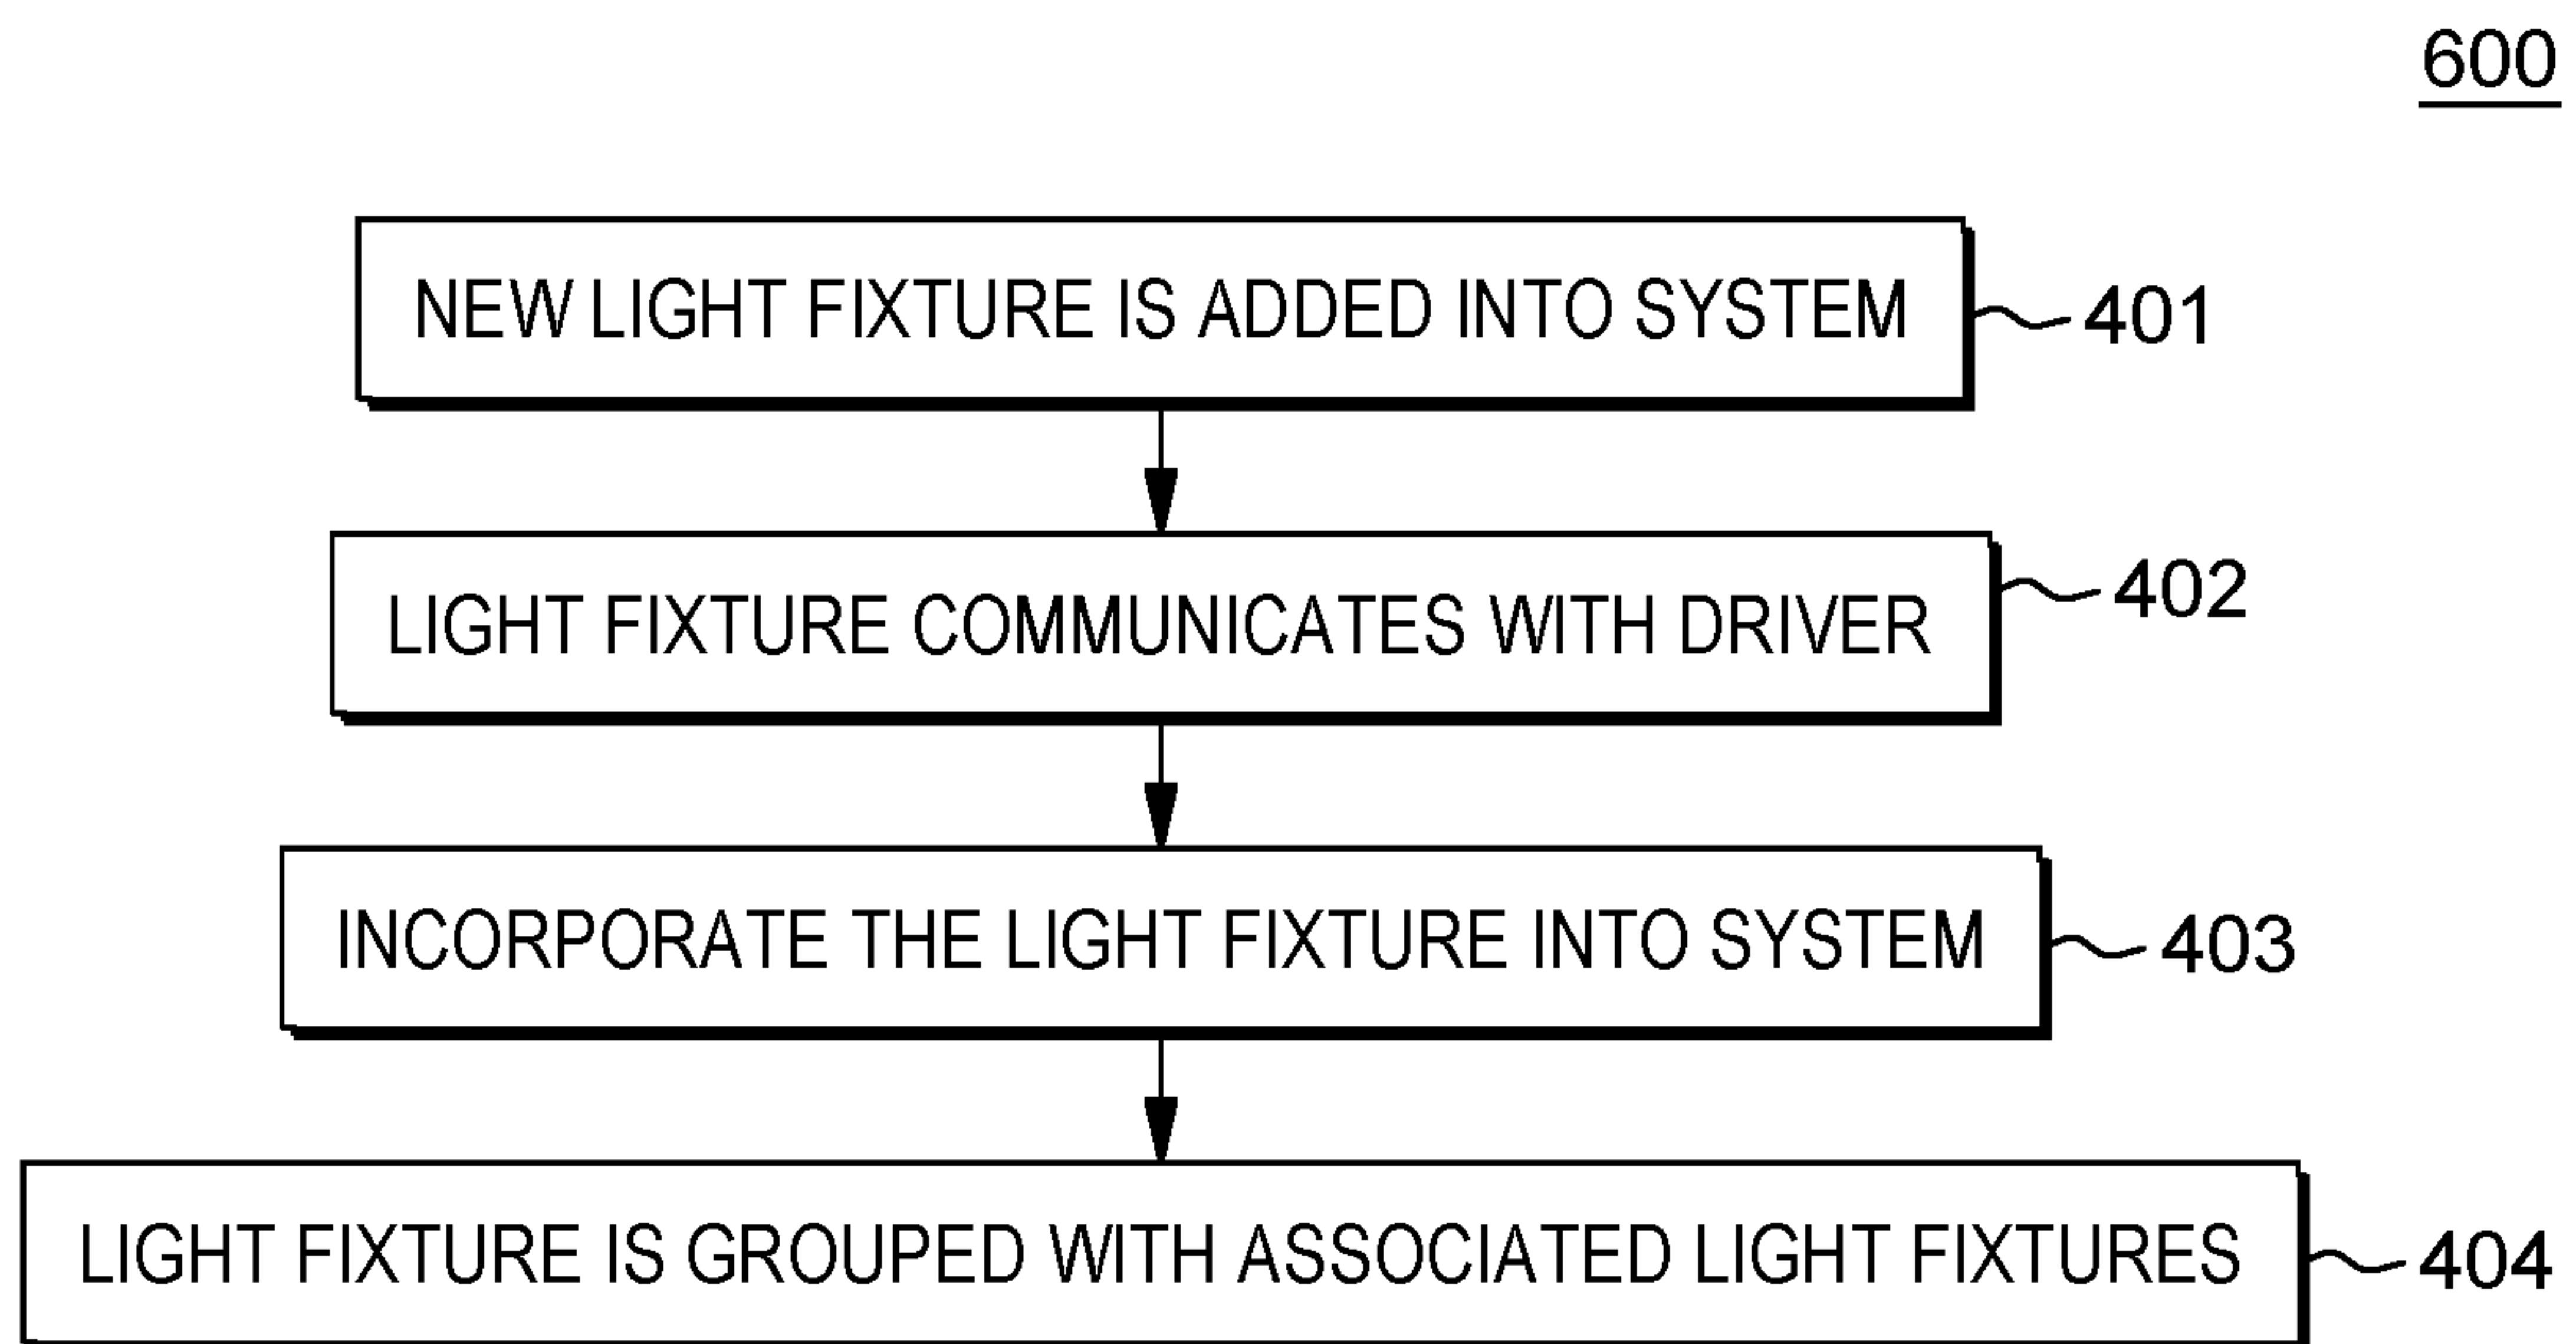 600
NEW LIGHT FIXTURE IS ADDED INTO SYSTEM
401
LIGHT FIXTURE COMMUNICATES WITH DRIVER
402
INCORPORATE THE LIGHT FIXTURE INTO SYSTEM
403
LIGHT FIXTURE IS GROUPED WITH ASSOCIATED LIGHT FIXTURES
404